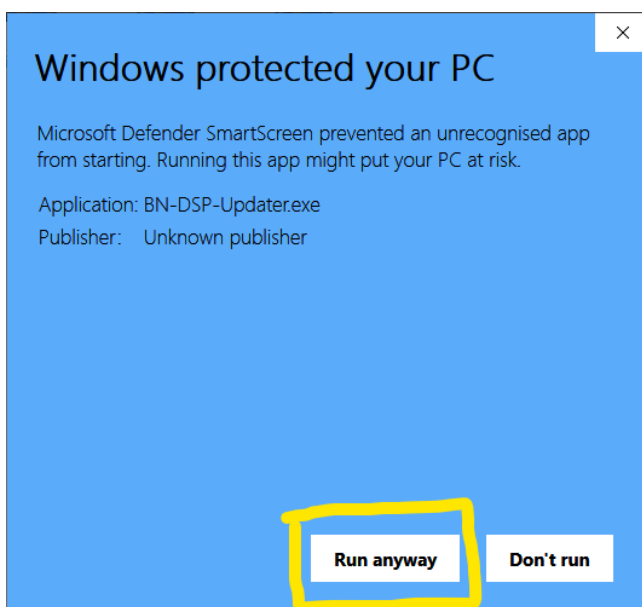 Windows protected your PC
Microsoft Defender SmartScreen prevented an unrecognised app
from starting. Running this app might put your PC at risk.
Application: BN-DSP-Updater.exe
Publisher: Unknown publisher
Run anyway Don't run